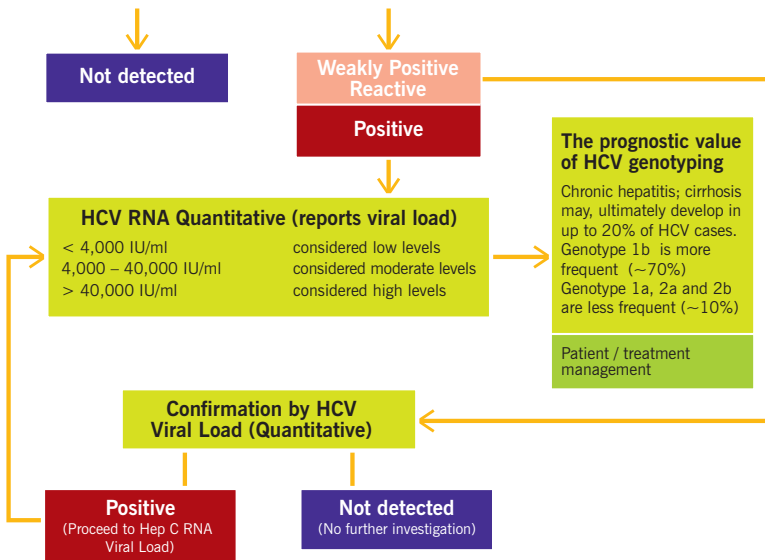 Not detected
Weakly Positive
Reactive
Positive
HCV RNA Quantitative (reports viral load)
< 4,000 IU/ml considered low levels
4,000 – 40,000 IU/ml considered moderate levels
> 40,000 IU/ml considered high levels
The prognostic value
of HCV genotyping
Chronic hepatitis; cirrhosis
may, ultimately develop in
up to 20% of HCV cases.
Genotype 1b is more
frequent (~70%)
Genotype 1a, 2a and 2b
are less frequent (~10%)
Patient / treatment
management
Confirmation by HCV
Viral Load (Quantitative)
Positive
(Proceed to Hep C RNA
Viral Load)
Not detected
(No further investigation)